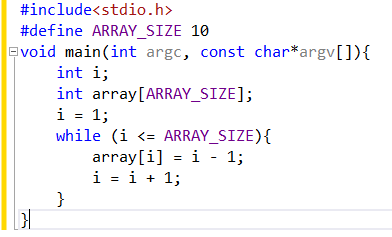 #include<stdio.h>
#define ARRAY_SIZE 10
void main(int argc, const char*argv[]){
    int i;
    int array[ARRAY_SIZE];
    i = 1;
    while (i <= ARRAY_SIZE){
        array[i] = i - 1;
        i = i + 1;
    }
}